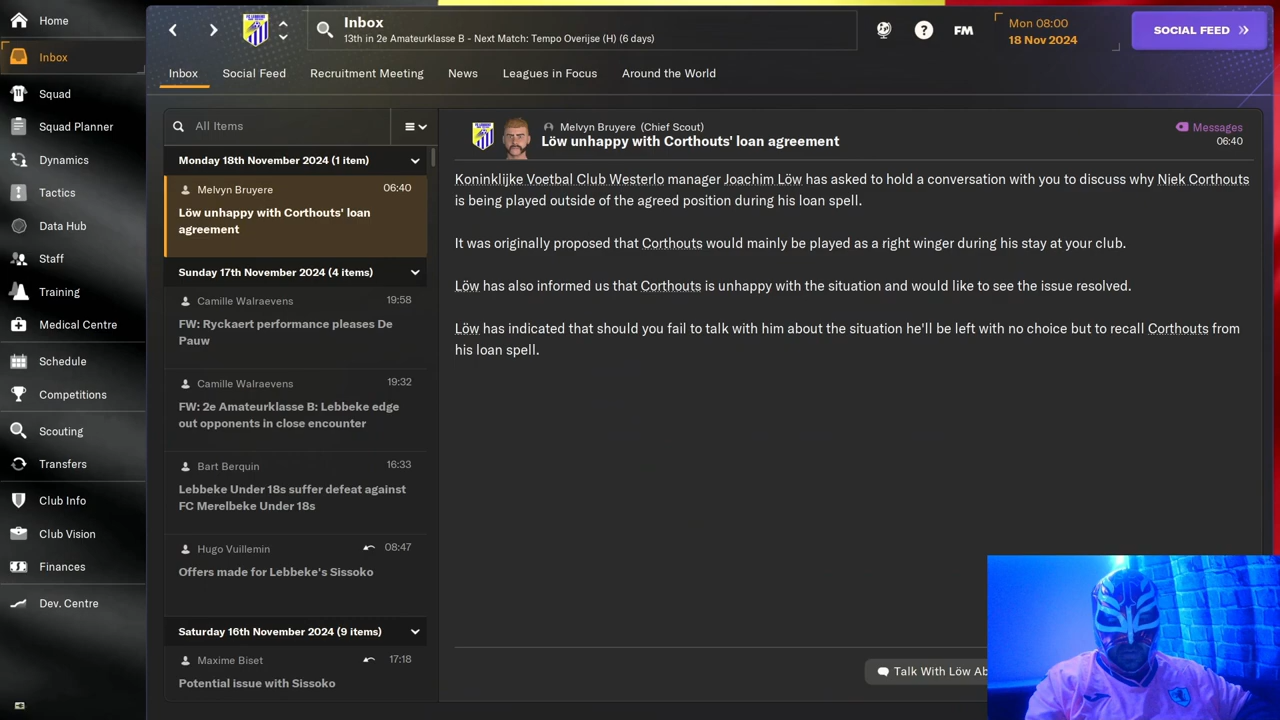 Home
Inbox
Squad
Squad Planner
Dynamics
Tactics
Data Hub
Staff
Training
Medical Centre
Schedule
Competitions
Scouting
Transfers
Club Info
Club Vision
Finances
Dev. Centre
Inbox
13th in 2e Amateurklasse B - Next Match: Tempo Overijse (H) (6 days)
?
FM
Mon 08:00
18 Nov 2024
SOCIAL FEED
Inbox Social Feed Recruitment Meeting News Leagues in Focus Around the World
All Items
Monday 18th November 2024 (1 item)
Melvyn Bruyere 06:40
Löw unhappy with Corthouts' loan
agreement
Sunday 17th November 2024 (4 items)
Camille Walraevens 19:58
FW: Ryckaert performance pleases De
Pauw
Camille Walraevens 19:32
FW: 2e Amateurklasse B: Lebbeke edge
out opponents in close encounter
Bart Berquin 16:33
Lebbeke Under 18s suffer defeat against
FC Merelbeke Under 18s
Hugo Vuillemin 08:47
Offers made for Lebbeke's Sissoko
Saturday 16th November 2024 (9 items)
Maxime Biset 17:18
Potential issue with Sissoko
Melvyn Bruyere (Chief Scout)
Löw unhappy with Corthouts' loan agreement
Messages
06:40
Koninklijke Voetbal Club Westerlo manager Joachim Löw has asked to hold a conversation with you to discuss why Niek Corthouts
is being played outside of the agreed position during his loan spell.
It was originally proposed that Corthouts would mainly be played as a right winger during his stay at your club.
Löw has also informed us that Corthouts is unhappy with the situation and would like to see the issue resolved.
Löw has indicated that should you fail to talk with him about the situation he'll be left with no choice but to recall Corthouts from
his loan spell.
Talk With Löw Ab